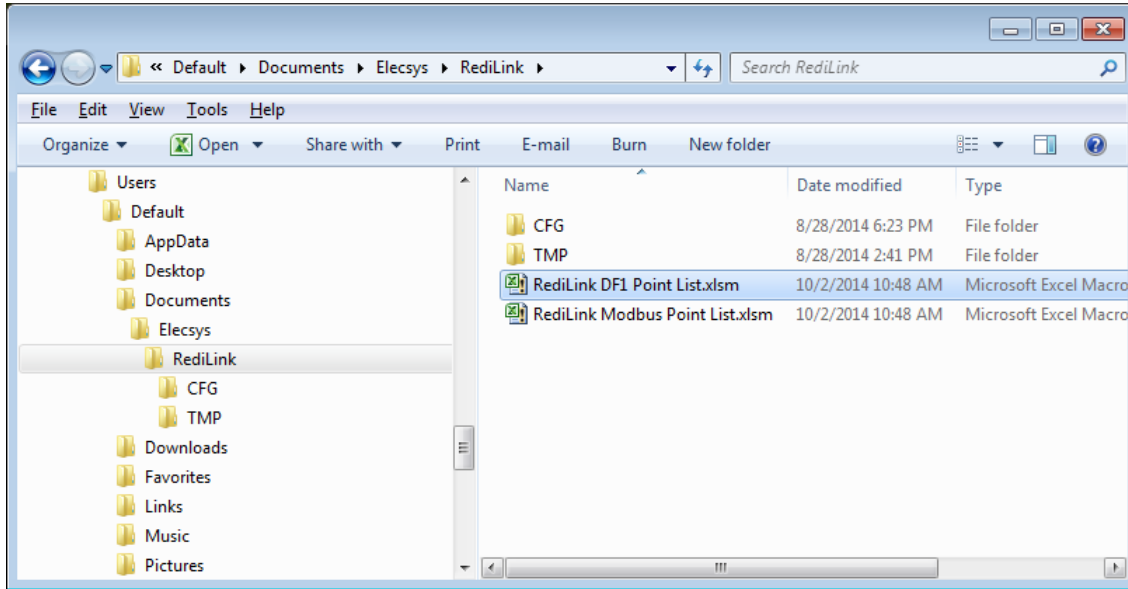 « Default ▸ Documents ▸ Elecsys ▸ RediLink ▸ Search RediLink
File Edit View Tools Help
Organize ▾ Open ▾ Share with ▾ Print E-mail Burn New folder
Users
Default
AppData
Desktop
Documents
Elecsys
RediLink
CFG
TMP
Downloads
Favorites
Links
Music
Pictures
Name Date modified Type
CFG 8/28/2014 6:23 PM File folder
TMP 8/28/2014 2:41 PM File folder
RediLink DF1 Point List.xlsm 10/2/2014 10:48 AM Microsoft Excel Macro
RediLink Modbus Point List.xlsm 10/2/2014 10:48 AM Microsoft Excel Macro